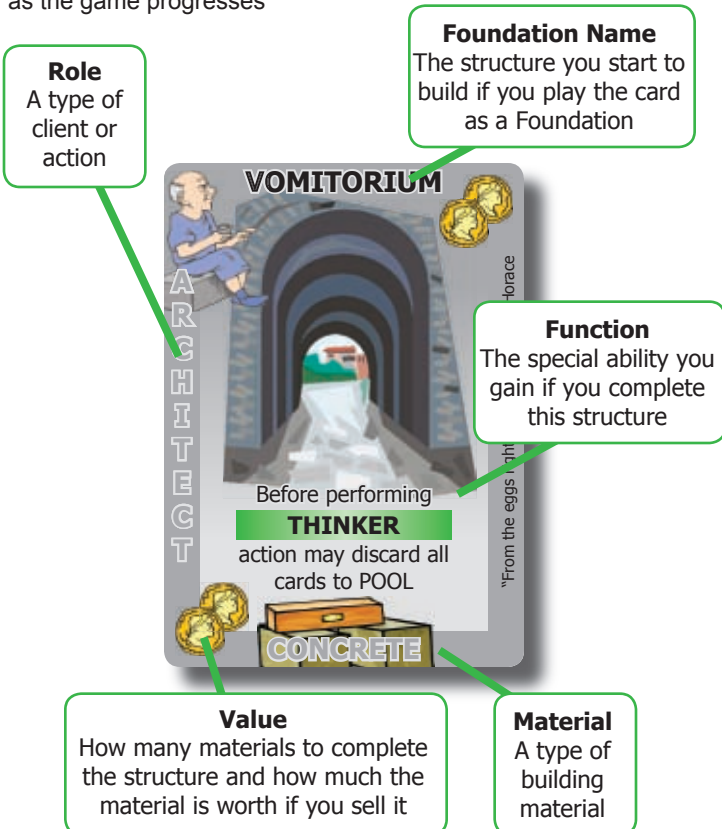 as the game progresses
Foundation Name
The structure you start to
build if you play the card
as a Foundation
Role
A type of
client or
action
VOMITORIUM
ARCHITECT
Horace
Function
The special ability you
gain if you complete
this structure
"From the eggs
Before performing
THINKER
action may discard all
cards to POOL
CONCRETE
Value
How many materials to complete
the structure and how much the
material is worth if you sell it
Material
A type of
building
material